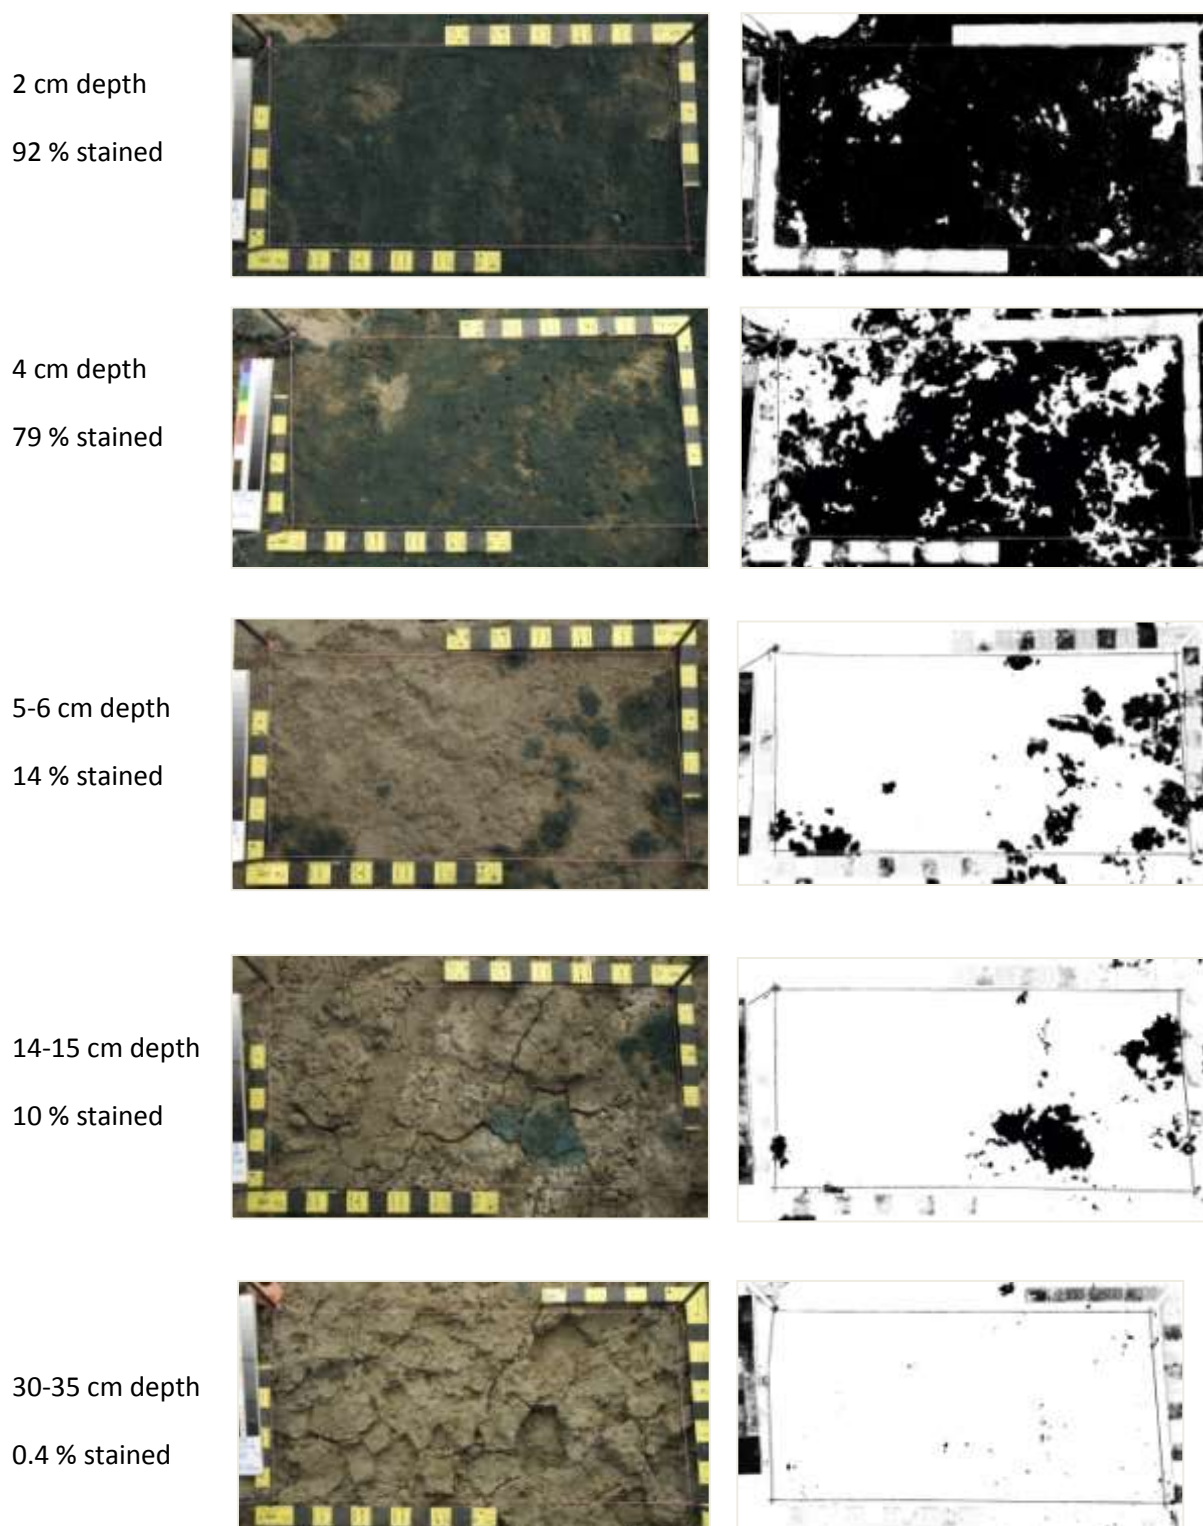 2 cm depth
92 % stained
4 cm depth
79 % stained
5-6 cm depth
14 % stained
14-15 cm depth
10 % stained
30-35 cm depth
0.4 % stained